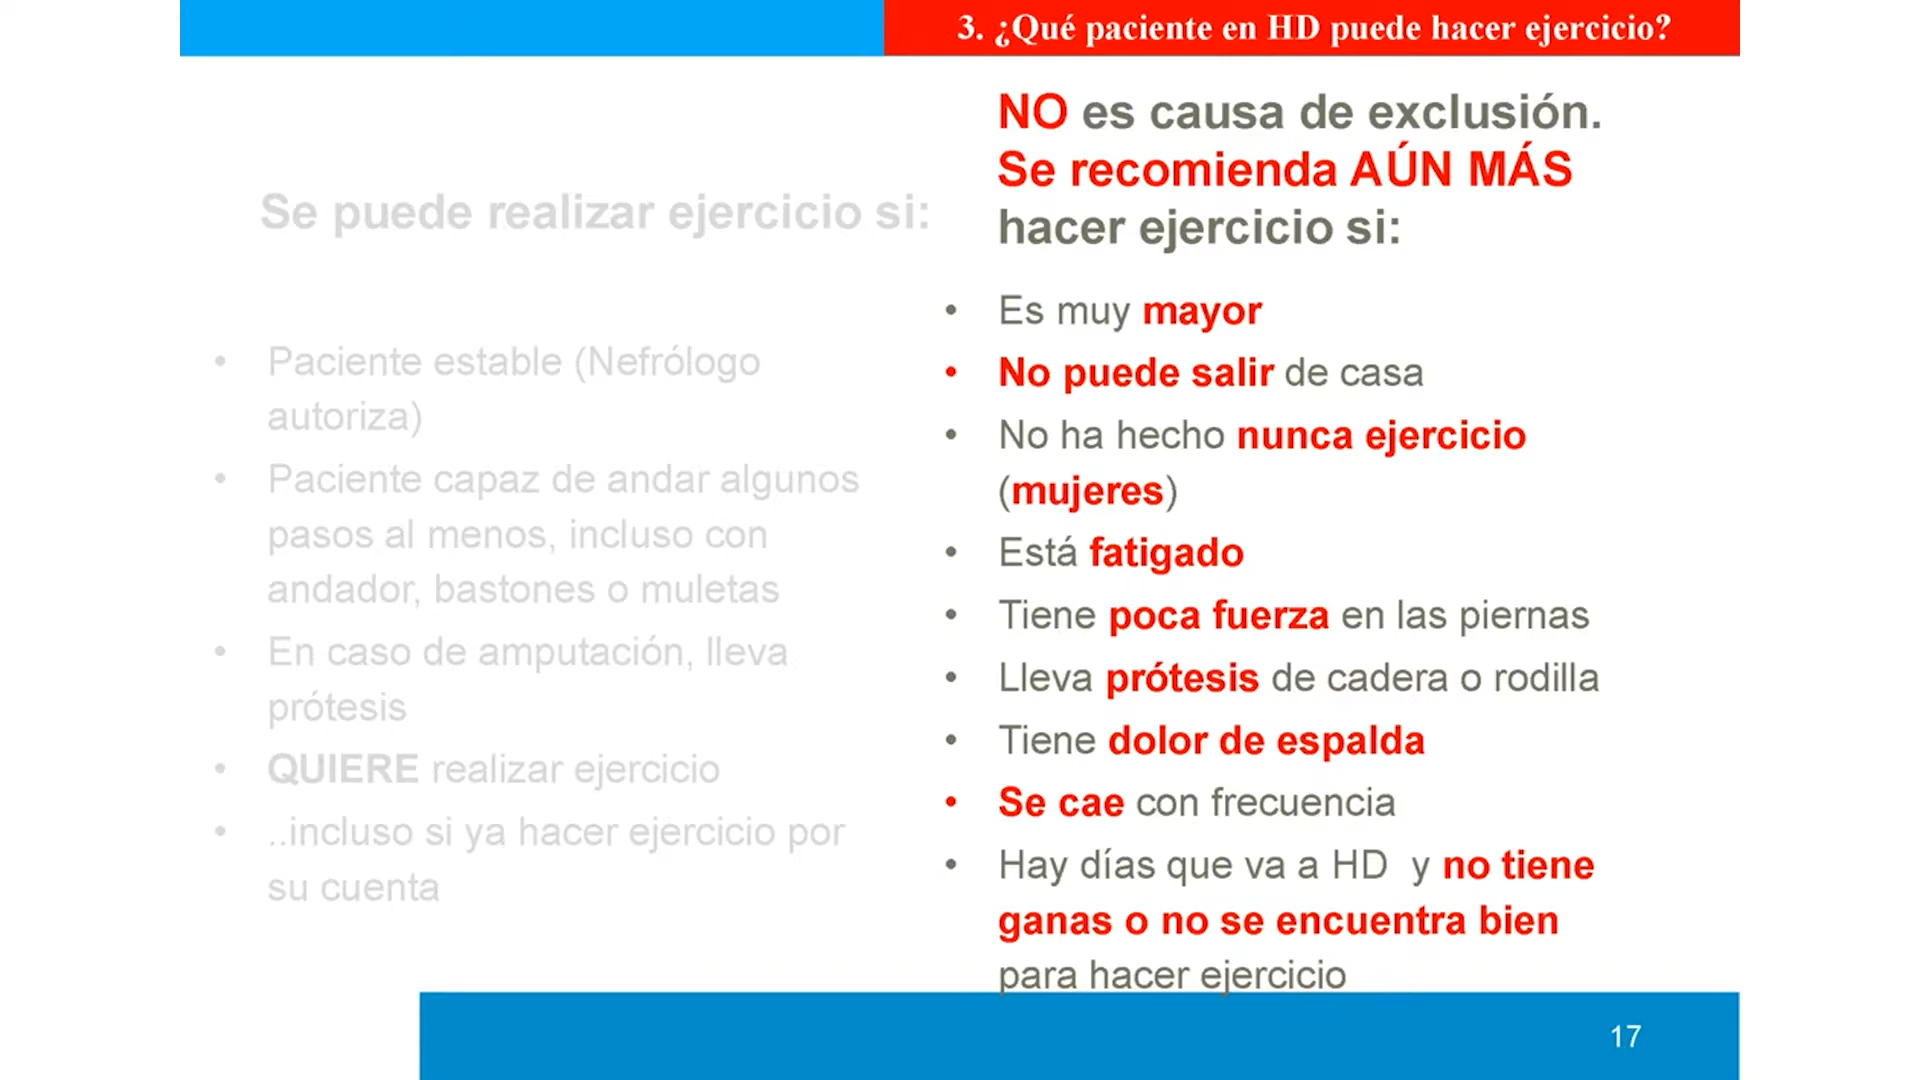 3. ¿Qué paciente en HD puede hacer ejercicio?
Se puede realizar ejercicio si:
• Paciente estable (Nefrólogo
autoriza)
• Paciente capaz de andar algunos
pasos al menos, incluso con
andador, bastones o muletas
• En caso de amputación, lleva
prótesis
• QUIERE realizar ejercicio
• ..incluso si ya hacer ejercicio por
su cuenta
NO es causa de exclusión.
Se recomienda AÚN MÁS
hacer ejercicio si:
• Es muy mayor
• No puede salir de casa
• No ha hecho nunca ejercicio
(mujeres)
• Está fatigado
• Tiene poca fuerza en las piernas
• Lleva prótesis de cadera o rodilla
• Tiene dolor de espalda
• Se cae con frecuencia
• Hay días que va a HD y no tiene
ganas o no se encuentra bien
para hacer ejercicio
17